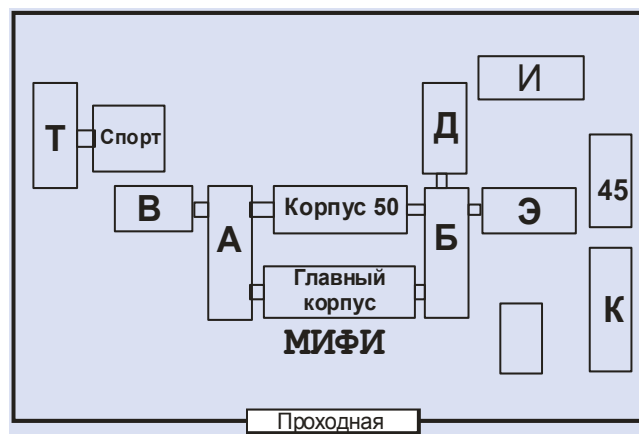 И
Д
Т
Спорт
45
В
Корпус 50
Э
А
Б
Главный
корпус
К
МИФИ
Проходная